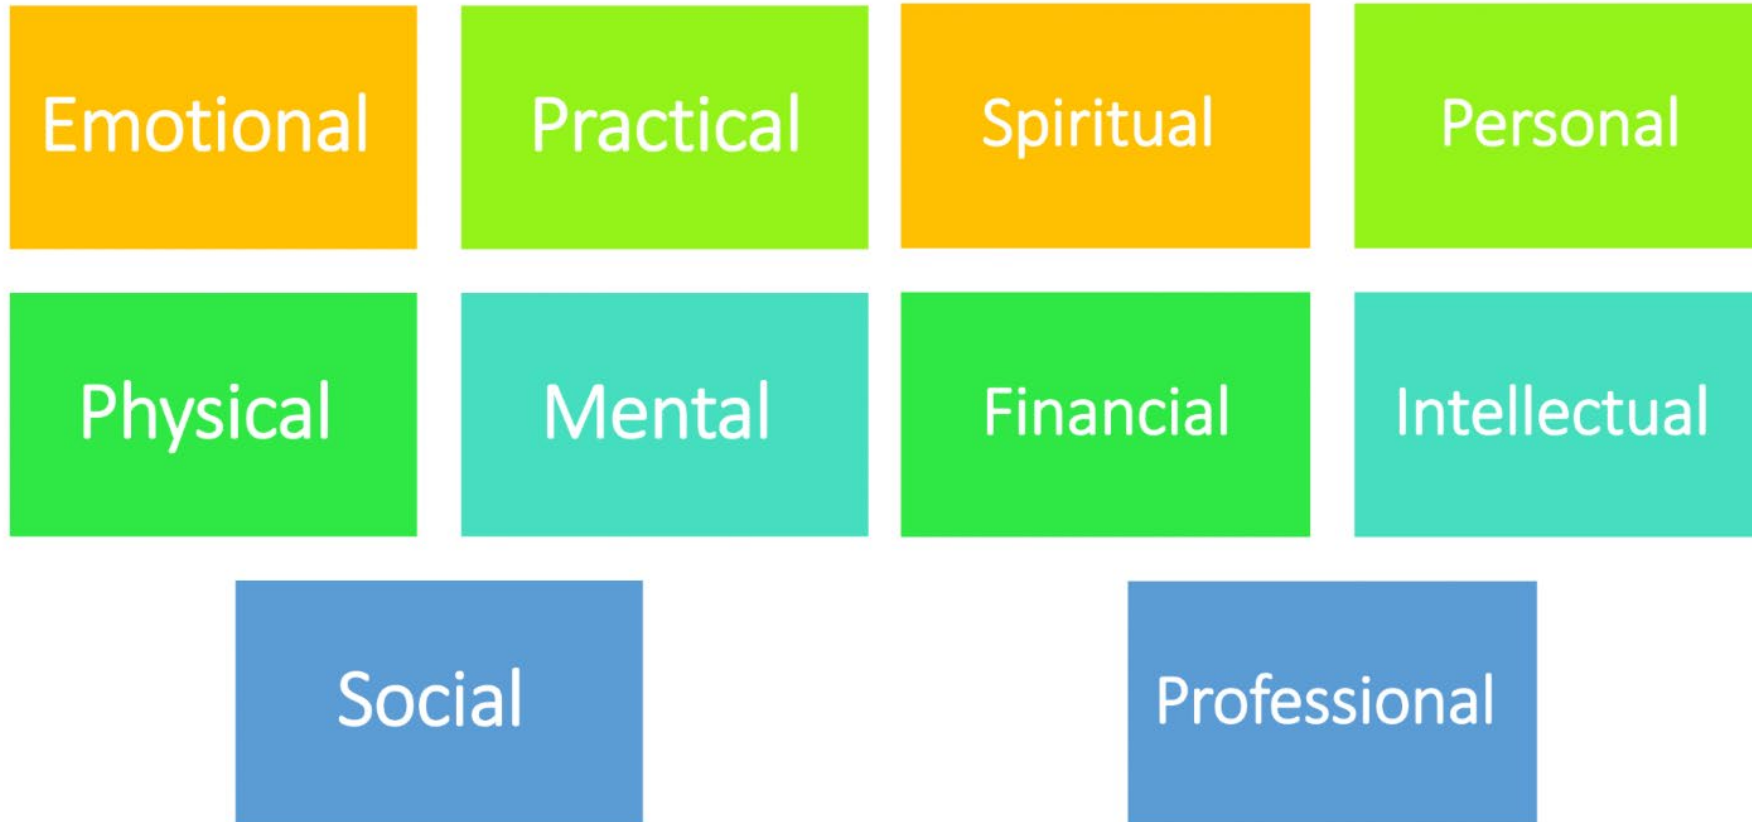 Emotional
Practical
Spiritual
Personal
Physical
Mental
Financial
Intellectual
Social
Professional